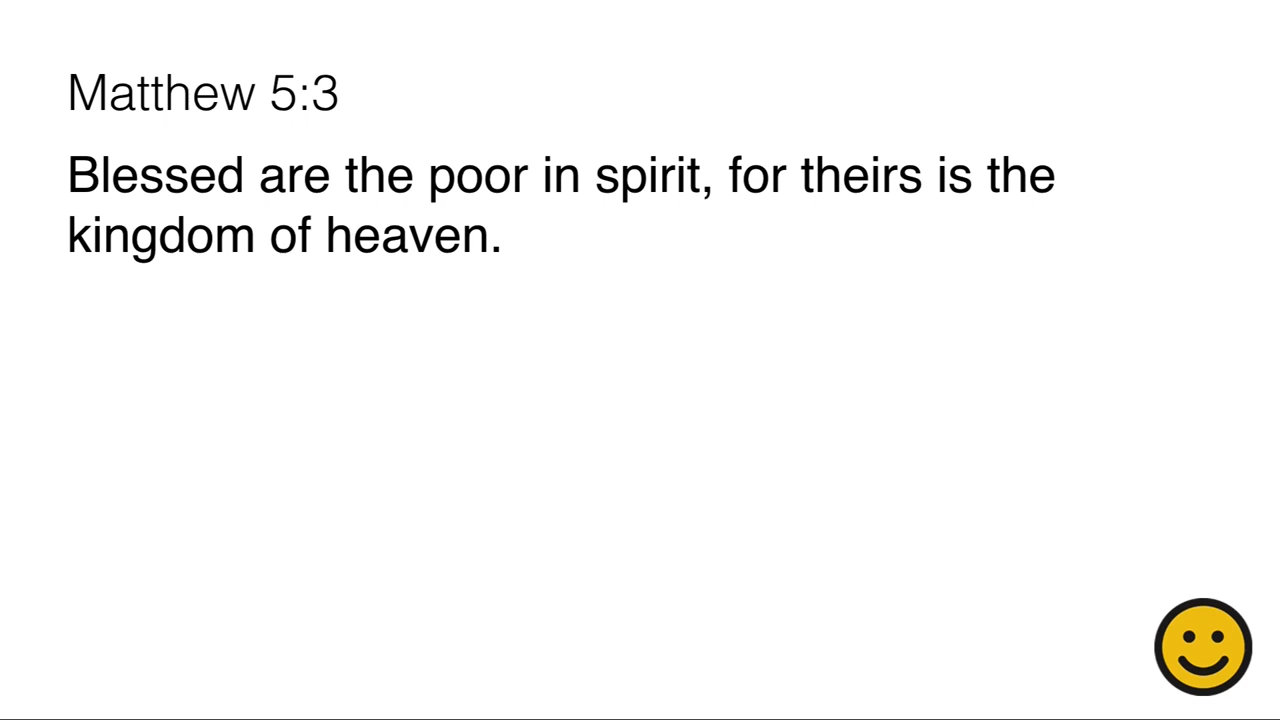 Matthew 5:3
Blessed are the poor in spirit, for theirs is the
kingdom of heaven.